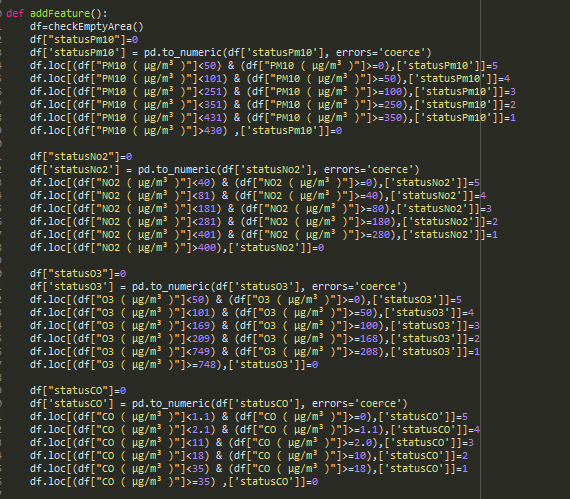 def addFeature():
df=checkEmptyArea()
df["statusPm10"]=0
df['statusPm10'] = pd.to_numeric(df['statusPm10'], errors='coerce')
df.loc[(df["PM10 ( µg/m³ )"]<50) & (df["PM10 ( µg/m³ )"]>=0),['statusPm10']]=5
df.loc[(df["PM10 ( µg/m³ )"]<101) & (df["PM10 ( µg/m³ )"]>=50),['statusPm10']]=4
df.loc[(df["PM10 ( µg/m³ )"]<251) & (df["PM10 ( µg/m³ )"]>=100),['statusPm10']]=3
df.loc[(df["PM10 ( µg/m³ )"]<351) & (df["PM10 ( µg/m³ )"]>=250),['statusPm10']]=2
df.loc[(df["PM10 ( µg/m³ )"]<431) & (df["PM10 ( µg/m³ )"]>=350),['statusPm10']]=1
df.loc[(df["PM10 ( µg/m³ )"]>430) ,['statusPm10']]=0
df["statusNo2"]=0
df['statusNo2'] = pd.to_numeric(df['statusNo2'], errors='coerce')
df.loc[(df["NO2 ( µg/m³ )"]<40) & (df["NO2 ( µg/m³ )"]>=0),['statusNo2']]=5
df.loc[(df["NO2 ( µg/m³ )"]<81) & (df["NO2 ( µg/m³ )"]>=40),['statusNo2']]=4
df.loc[(df["NO2 ( µg/m³ )"]<181) & (df["NO2 ( µg/m³ )"]>=80),['statusNo2']]=3
df.loc[(df["NO2 ( µg/m³ )"]<281) & (df["NO2 ( µg/m³ )"]>=180),['statusNo2']]=2
df.loc[(df["NO2 ( µg/m³ )"]<401) & (df["NO2 ( µg/m³ )"]>=280),['statusNo2']]=1
df.loc[(df["NO2 ( µg/m³ )"]>400),['statusNo2']]=0
df["statusO3"]=0
df['statusO3'] = pd.to_numeric(df['statusO3'], errors='coerce')
df.loc[(df["O3 ( µg/m³ )"]<50) & (df["O3 ( µg/m³ )"]>=0),['statusO3']]=5
df.loc[(df["O3 ( µg/m³ )"]<101) & (df["O3 ( µg/m³ )"]>=50),['statusO3']]=4
df.loc[(df["O3 ( µg/m³ )"]<169) & (df["O3 ( µg/m³ )"]>=100),['statusO3']]=3
df.loc[(df["O3 ( µg/m³ )"]<209) & (df["O3 ( µg/m³ )"]>=168),['statusO3']]=2
df.loc[(df["O3 ( µg/m³ )"]<749) & (df["O3 ( µg/m³ )"]>=208),['statusO3']]=1
df.loc[(df["O3 ( µg/m³ )"]>=748),['statusO3']]=0
df["statusCO"]=0
df['statusCO'] = pd.to_numeric(df['statusCO'], errors='coerce')
df.loc[(df["CO ( µg/m³ )"]<1.1) & (df["CO ( µg/m³ )"]>=0),['statusCO']]=5
df.loc[(df["CO ( µg/m³ )"]<2.1) & (df["CO ( µg/m³ )"]>=1.1),['statusCO']]=4
df.loc[(df["CO ( µg/m³ )"]<11) & (df["CO ( µg/m³ )"]>=2.0),['statusCO']]=3
df.loc[(df["CO ( µg/m³ )"]<18) & (df["CO ( µg/m³ )"]>=10),['statusCO']]=2
df.loc[(df["CO ( µg/m³ )"]<35) & (df["CO ( µg/m³ )"]>=18),['statusCO']]=1
df.loc[(df["CO ( µg/m³ )"]>=35) ,['statusCO']]=0